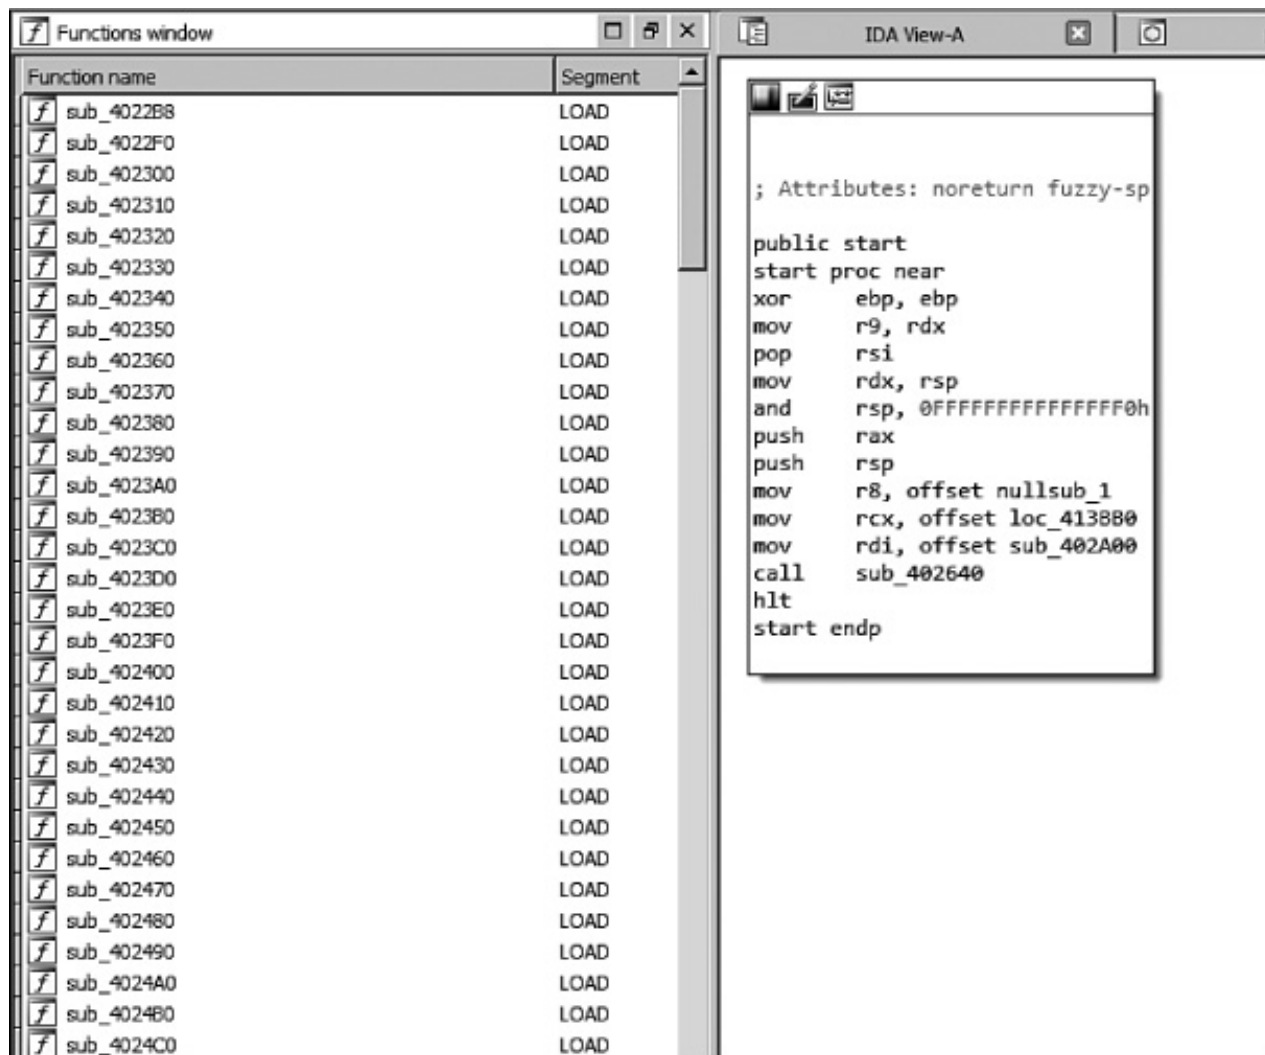 Functions window
IDA View-A
Function name Segment
sub_4022B8 LOAD
sub_4022F0 LOAD
sub_402300 LOAD
sub_402310 LOAD
sub_402320 LOAD
sub_402330 LOAD
sub_402340 LOAD
sub_402350 LOAD
sub_402360 LOAD
sub_402370 LOAD
sub_402380 LOAD
sub_402390 LOAD
sub_4023A0 LOAD
sub_4023B0 LOAD
sub_4023C0 LOAD
sub_4023D0 LOAD
sub_4023E0 LOAD
sub_4023F0 LOAD
sub_402400 LOAD
sub_402410 LOAD
sub_402420 LOAD
sub_402430 LOAD
sub_402440 LOAD
sub_402450 LOAD
sub_402460 LOAD
sub_402470 LOAD
sub_402480 LOAD
sub_402490 LOAD
sub_4024A0 LOAD
sub_4024B0 LOAD
sub_4024C0 LOAD
; Attributes: noreturn fuzzy-sp
public start
start proc near
xor ebp, ebp
mov r9, rdx
pop rsi
mov rdx, rsp
and rsp, 0FFFFFFFFFFFFFFF0h
push rax
push rsp
mov r8, offset nullsub_1
mov rcx, offset loc_413BB0
mov rdi, offset sub_402A00
call sub_402640
hlt
start endp